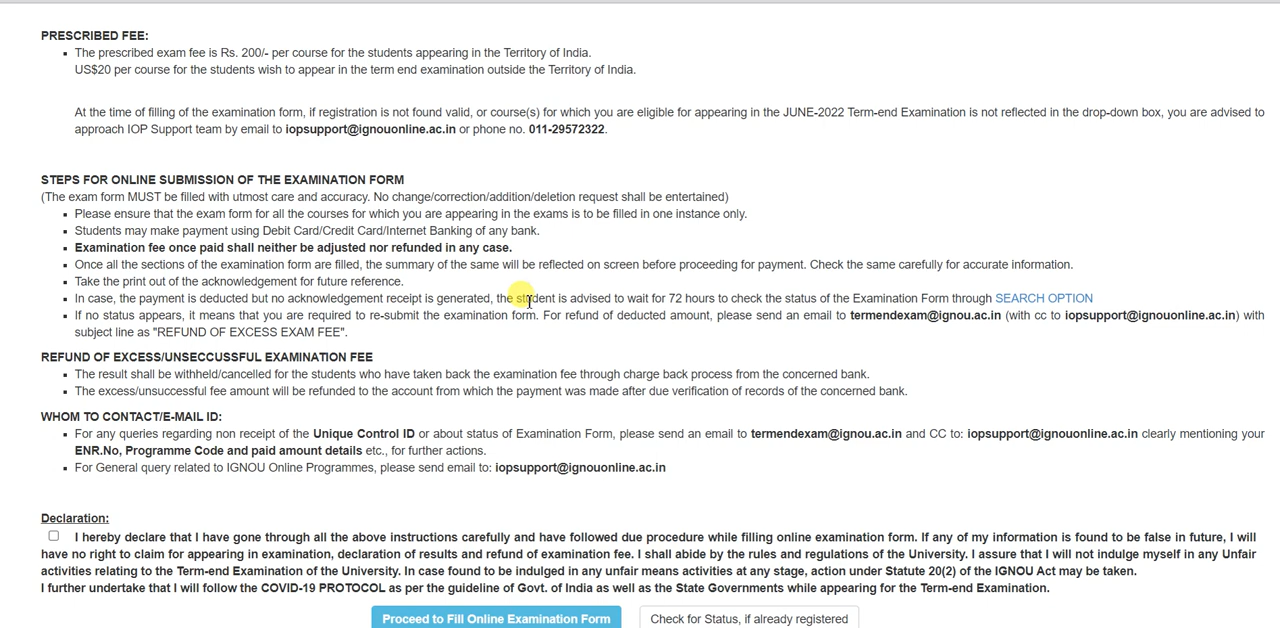 PRESCRIBED FEE:
The prescribed exam fee is Rs. 200/- per course for the students appearing in the Territory of India.
US$20 per course for the students wish to appear in the term end examination outside the Territory of India.
At the time of filling of the examination form, if registration is not found valid, or course(s) for which you are eligible for appearing in the JUNE-2022 Term-end Examination is not reflected in the drop-down box, you are advised to
approach IOP Support team by email to iopsupport@ignouonline.ac.in or phone no. 011-29572322.
STEPS FOR ONLINE SUBMISSION OF THE EXAMINATION FORM
(The exam form MUST be filled with utmost care and accuracy. No change/correction/addition/deletion request shall be entertained)
Please ensure that the exam form for all the courses for which you are appearing in the exams is to be filled in one instance only.
Students may make payment using Debit Card/Credit Card/Internet Banking of any bank.
Examination fee once paid shall neither be adjusted nor refunded in any case.
Once all the sections of the examination form are filled, the summary of the same will be reflected on screen before proceeding for payment. Check the same carefully for accurate information.
Take the print out of the acknowledgement for future reference.
In case, the payment is deducted but no acknowledgement receipt is generated, the student is advised to wait for 72 hours to check the status of the Examination Form through SEARCH OPTION
If no status appears, it means that you are required to re-submit the examination form. For refund of deducted amount, please send an email to termendexam@ignou.ac.in (with cc to iopsupport@ignouonline.ac.in) with
subject line as "REFUND OF EXCESS EXAM FEE".
REFUND OF EXCESS/UNSECCUSSFUL EXAMINATION FEE
The result shall be withheld/cancelled for the students who have taken back the examination fee through charge back process from the concerned bank.
The excess/unsuccessful fee amount will be refunded to the account from which the payment was made after due verification of records of the concerned bank.
WHOM TO CONTACT/E-MAIL ID:
For any queries regarding non receipt of the Unique Control ID or about status of Examination Form, please send an email to termendexam@ignou.ac.in and CC to: iopsupport@ignouonline.ac.in clearly mentioning your
ENR.No, Programme Code and paid amount details etc., for further actions.
For General query related to IGNOU Online Programmes, please send email to: iopsupport@ignouonline.ac.in
Declaration:
I hereby declare that I have gone through all the above instructions carefully and have followed due procedure while filling online examination form. If any of my information is found to be false in future, I will
have no right to claim for appearing in examination, declaration of results and refund of examination fee. I shall abide by the rules and regulations of the University. I assure that I will not indulge myself in any Unfair
activities relating to the Term-end Examination of the University. In case found to be indulged in any unfair means activities at any stage, action under Statute 20(2) of the IGNOU Act may be taken.
I further undertake that I will follow the COVID-19 PROTOCOL as per the guideline of Govt. of India as well as the State Governments while appearing for the Term-end Examination.
Proceed to Fill Online Examination Form
Check for Status, if already registered